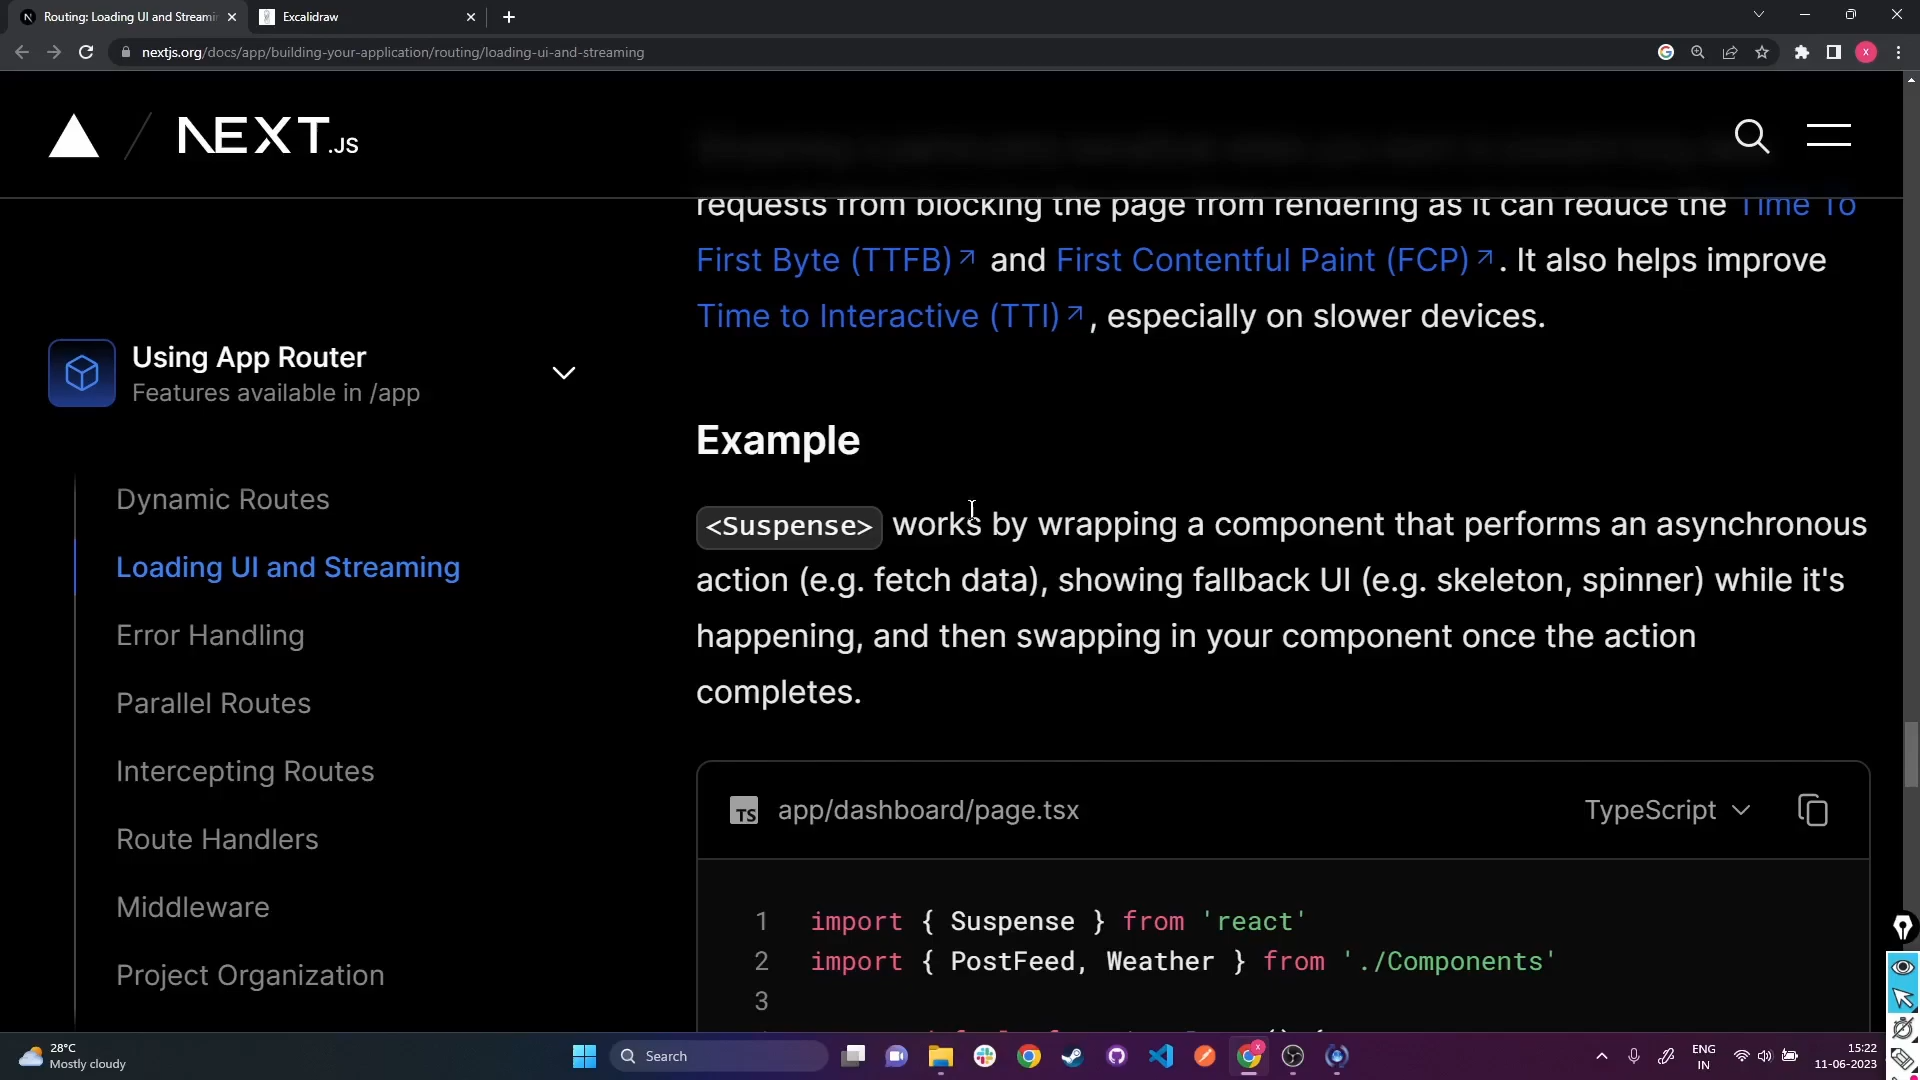 Routing: Loading UI and Streami
Excalidraw
nextjs.org/docs/app/building-your-application/routing/loading-ui-and-streaming
x
NEXT.JS
requests from blocking the page from rendering as it can reduce the Time To
First Byte (TTFB) and First Contentful Paint (FCP). It also helps improve
Time to Interactive (TTI), especially on slower devices.
Using App Router
Features available in /app
Dynamic Routes
Loading UI and Streaming
Error Handling
Parallel Routes
Intercepting Routes
Route Handlers
Middleware
Project Organization
Example
<Suspense> works by wrapping a component that performs an asynchronous
action (e.g. fetch data), showing fallback UI (e.g. skeleton, spinner) while it's
happening, and then swapping in your component once the action
completes.
TS app/dashboard/page.tsx TypeScript
1 import { Suspense } from 'react'
2 import { PostFeed, Weather } from './Components'
3
28°C
Mostly cloudy
Search
ENG
IN
15:22
11-06-2023